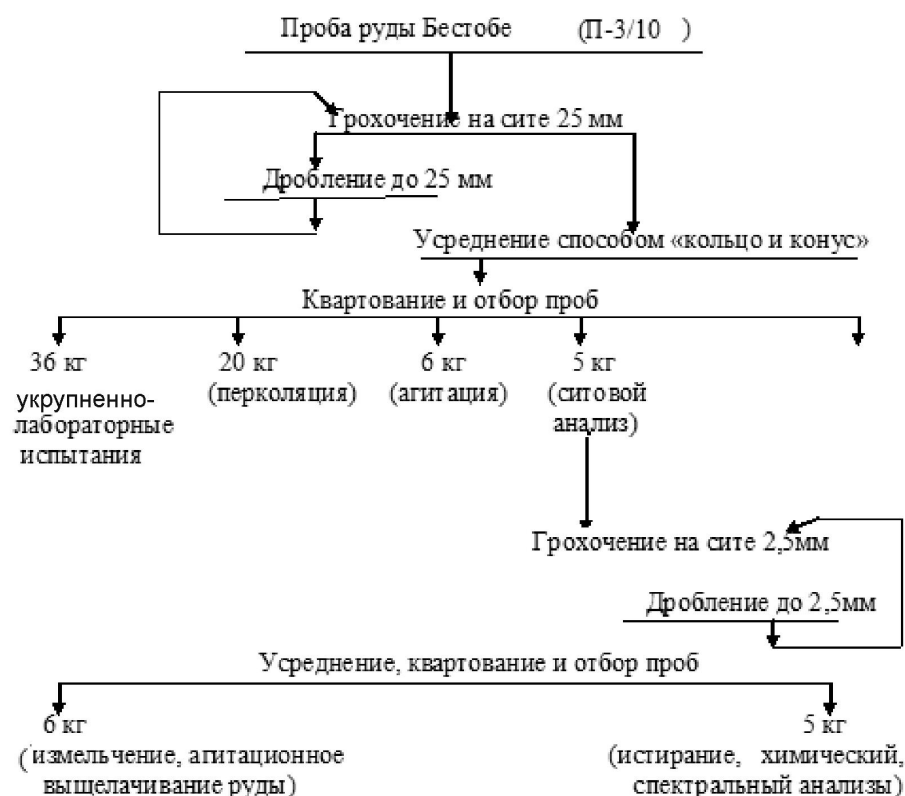 Проба руды Бестобе (П-3/10 )
Грохочение на сите 25 мм
Дробление до 25 мм
Усреднение способом «кольцо и конус»
Квартование и отбор проб
36 кг 20 кг 6 кг 5 кг
укрупненно- (перколяция) (агитация) (ситовой
лабораторные анализ)
испытания
Грохочение на сите 2,5мм
Дробление до 2,5мм
Усреднение, квартование и отбор проб
6 кг 5 кг
(измельчение, агитационное (истирание, химический,
выщелачивание руды) спектральный анализы)